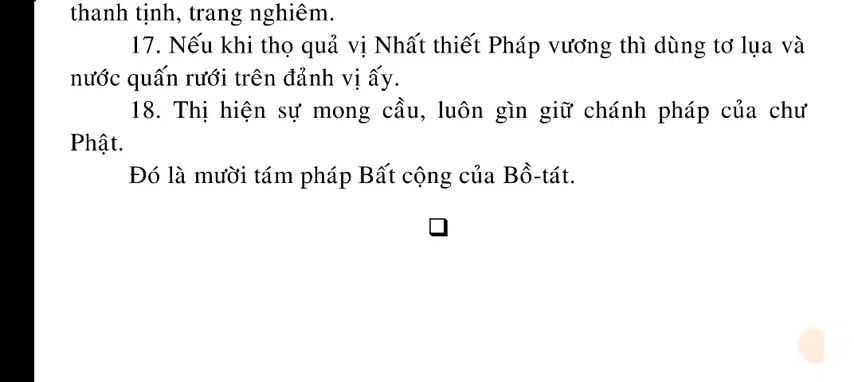 thanh tịnh, trang nghiêm.
17. Nếu khi thọ quả vị Nhất thiết Pháp vương thì dùng tơ lụa và
nước quấn rưới trên đảnh vị ấy.
18. Thị hiện sự mong cầu, luôn gìn giữ chánh pháp của chư
Phật.
Đó là mười tám pháp Bất cộng của Bồ-tát.